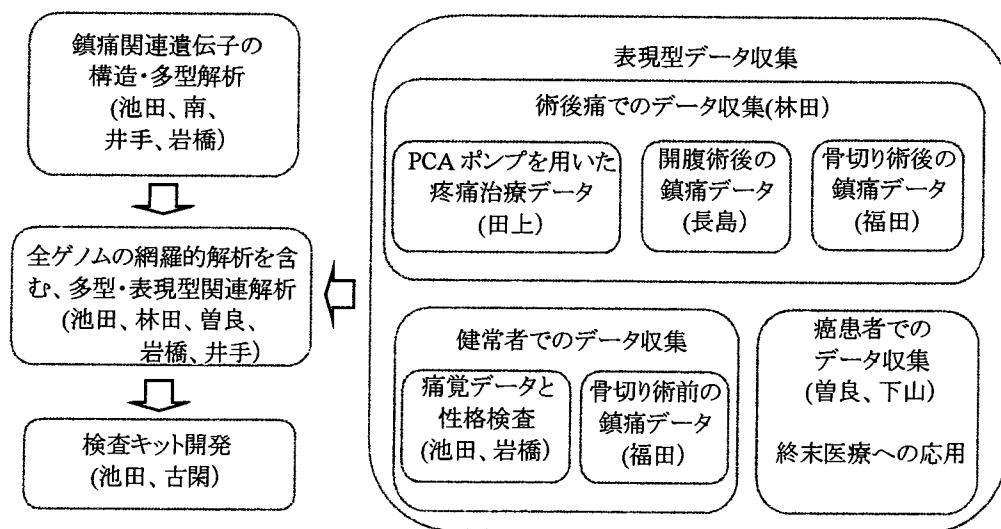 鎮痛関連遺伝子の
構造・多型解析
(池田、南、
井手、岩橋)
全ゲノムの網羅的解析を含
む、多型・表現型関連解析
(池田、林田、曽良、
岩橋、井手)
検査キット開発
(池田、古閑)
表現型データ収集
術後痛でのデータ収集(林田)
PCAポンプを用いた
疼痛治療データ
(田上)
開腹術後の
鎮痛データ
(長島)
骨切り術後の
鎮痛データ
(福田)
健常者でのデータ収集
痛覚データと
性格検査
(池田、岩橋)
骨切り術前の
鎮痛データ
(福田)
癌患者での
データ収集
(曽良、下山)
終末医療への応用